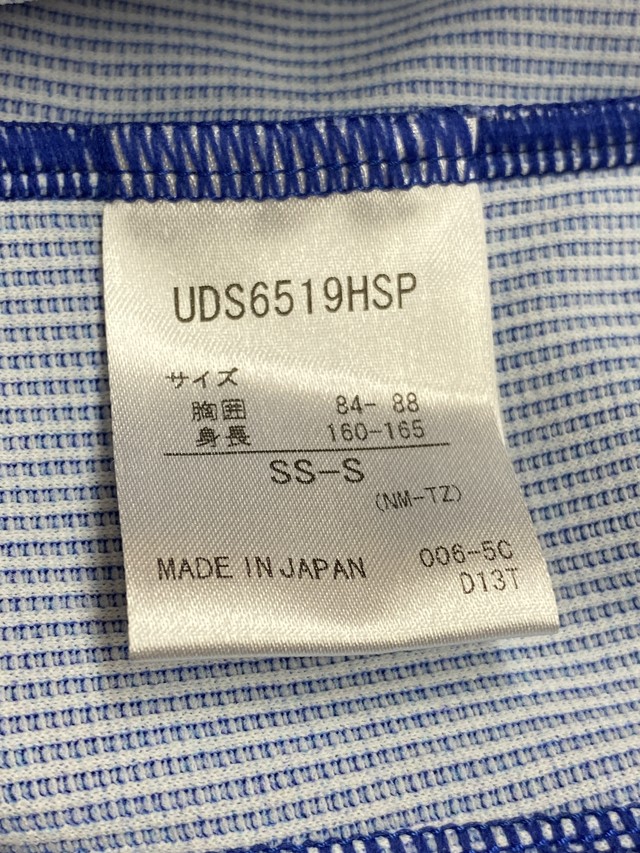 UDS6519HSP
サイズ
胸囲 84- 88
身長 160-165
SS-S
(NM-TZ)
MADE IN JAPAN 006-5C
D13T